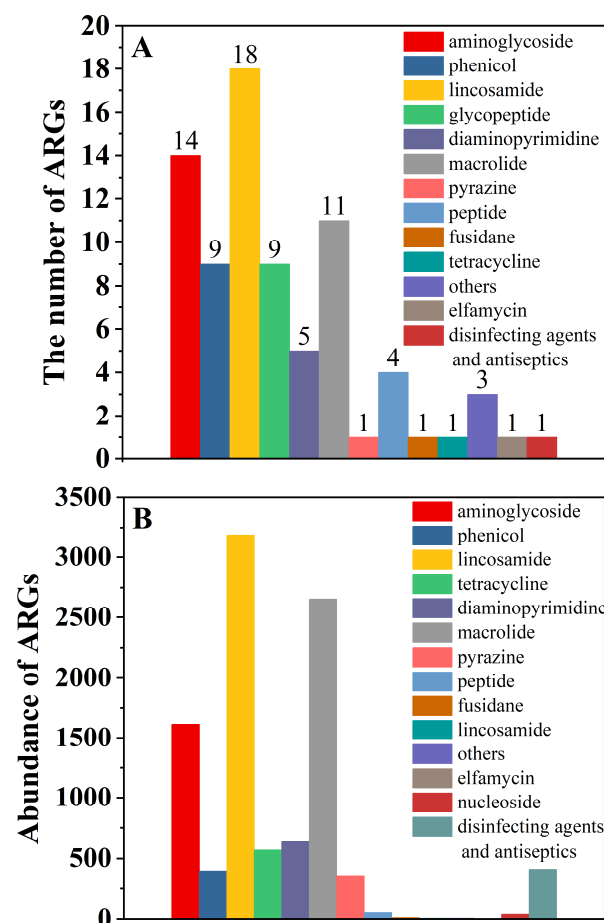 A
The number of ARGs
20
18
16
14
12
10
8
6
4
2
0
14
9
18
9
5
11
1
4
1
1
3
1
1
aminoglycoside
phenicol
lincosamide
glycopeptide
diaminopyrimidine
macrolide
pyrazine
peptide
fusidane
tetracycline
others
elfamycin
disinfecting agents
and antiseptics
B
Abundance of ARGs
3500
3000
2500
2000
1500
1000
500
0
aminoglycoside
phenicol
lincosamide
tetracycline
diaminopyrimidinc
macrolide
pyrazine
peptide
fusidane
lincosamide
others
elfamycin
nucleoside
disinfecting agents
and antiseptics